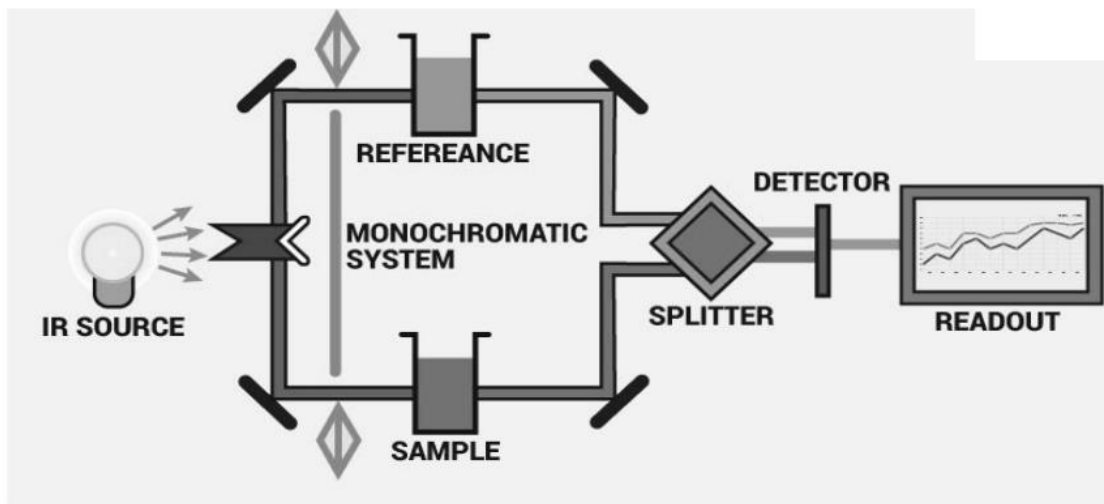 REFEREANCE
DETECTOR
MONOCHROMATIC
SYSTEM
IR SOURCE
SPLITTER
READOUT
SAMPLE